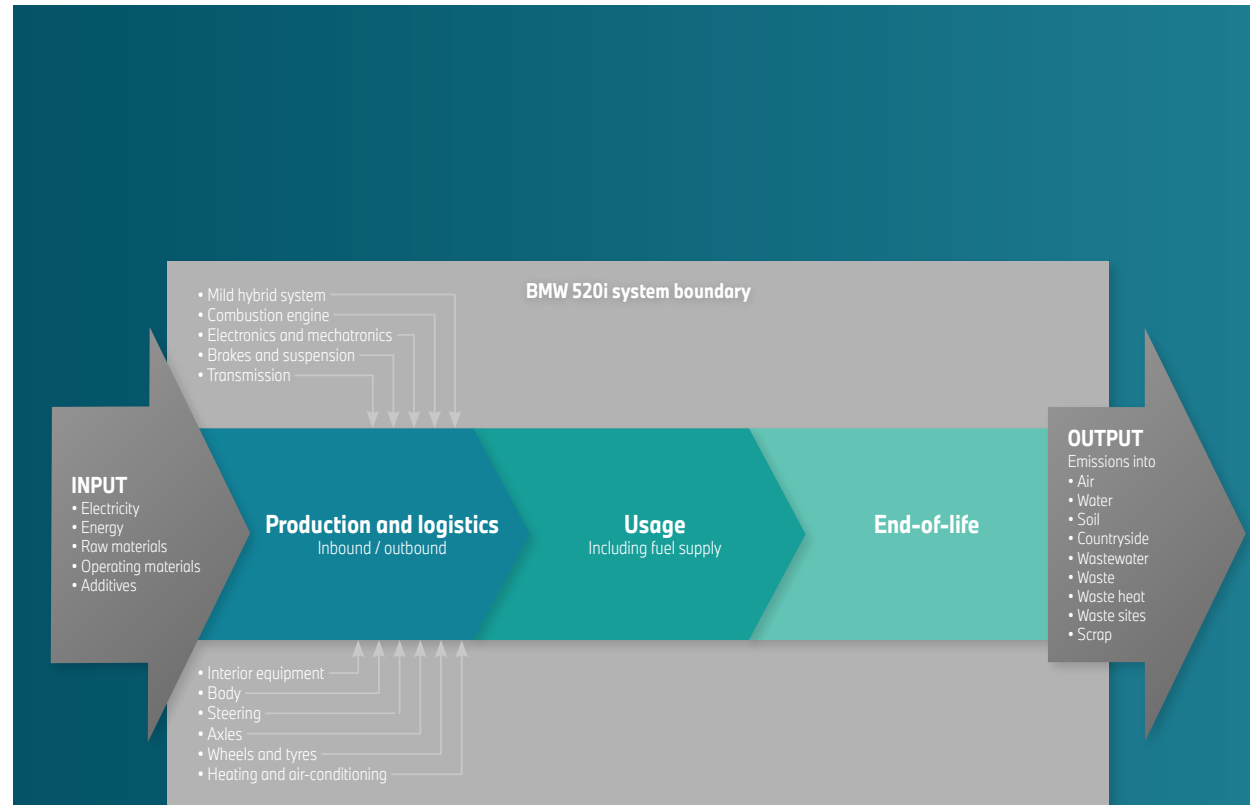 BMW 520i system boundary
• Mild hybrid system
• Combustion engine
• Electronics and mechatronics
• Brakes and suspension
• Transmission
INPUT
• Electricity
• Energy
• Raw materials
• Operating materials
• Additives
Production and logistics
Inbound / outbound
Usage
Including fuel supply
End-of-life
OUTPUT
Emissions into
• Air
• Water
• Soil
• Countryside
• Wastewater
• Waste
• Waste heat
• Waste sites
• Scrap
• Interior equipment
• Body
• Steering
• Axles
• Wheels and tyres
• Heating and air-conditioning